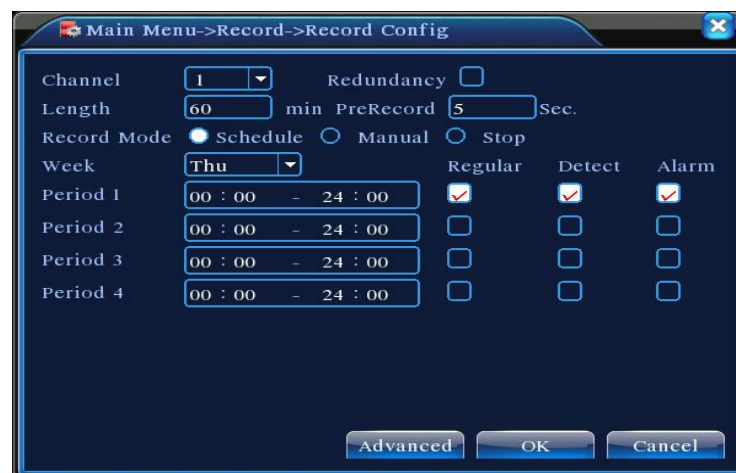 Main Menu->Record->Record Config
Channel 1 Redundancy
Length 60 min PreRecord 5 Sec.
Record Mode Schedule Manual Stop
Week Thu Regular Detect Alarm
Period 1 00 : 00 - 24 : 00
Period 2 00 : 00 - 24 : 00
Period 3 00 : 00 - 24 : 00
Period 4 00 : 00 - 24 : 00
Advanced OK Cancel